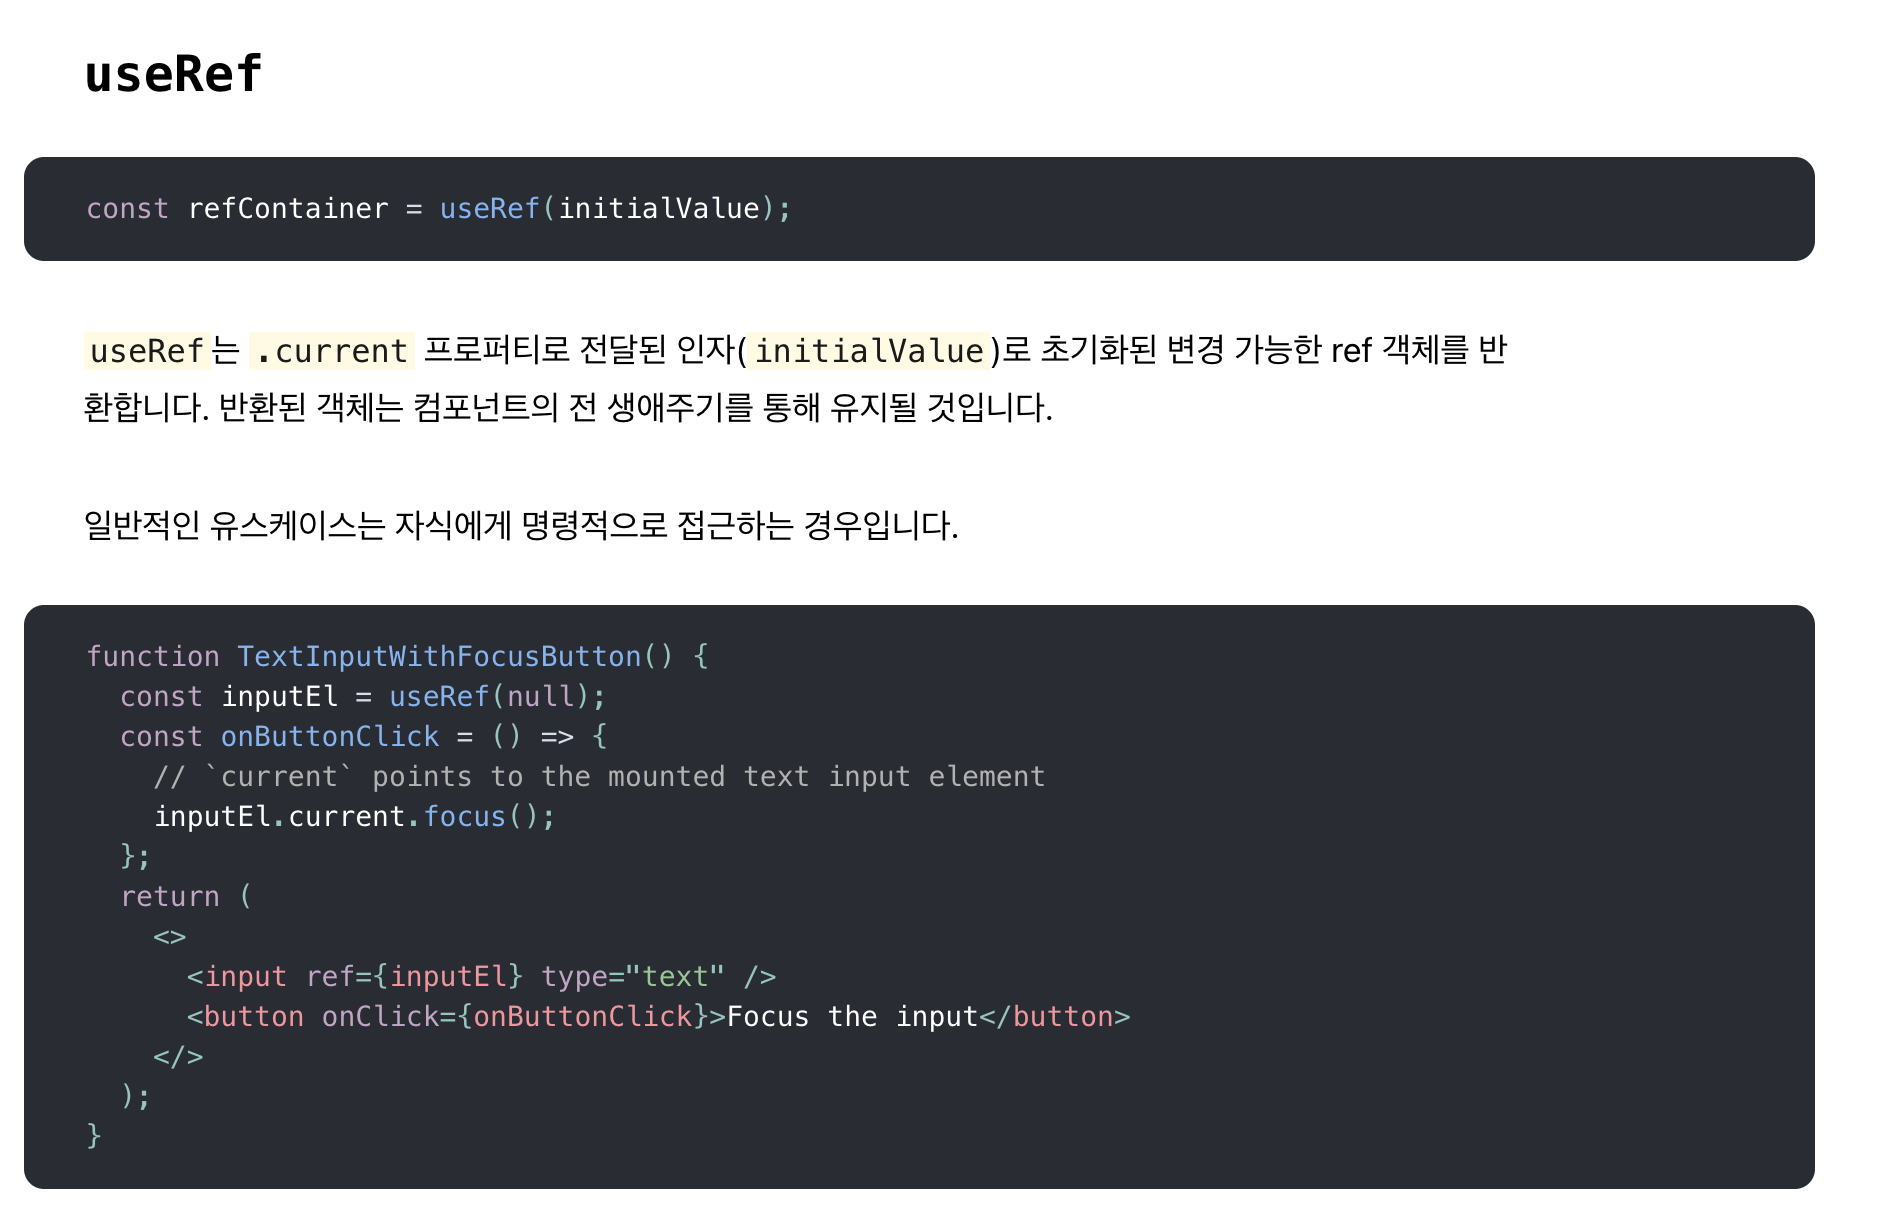 useRef
const refContainer = useRef(initialValue);
useRef는 .current 프로퍼티로 전달된 인자(initialValue)로 초기화된 변경 가능한 ref 객체를 반
환합니다. 반환된 객체는 컴포넌트의 전 생애주기를 통해 유지될 것입니다.
일반적인 유스케이스는 자식에게 명령적으로 접근하는 경우입니다.
function TextInputWithFocusButton() {
  const inputEl = useRef(null);
  const onButtonClick = () => {
    // `current` points to the mounted text input element
    inputEl.current.focus();
  };
  return (
    <>
      <input ref={inputEl} type="text" />
      <button onClick={onButtonClick}>Focus the input</button>
    </>
  );
}